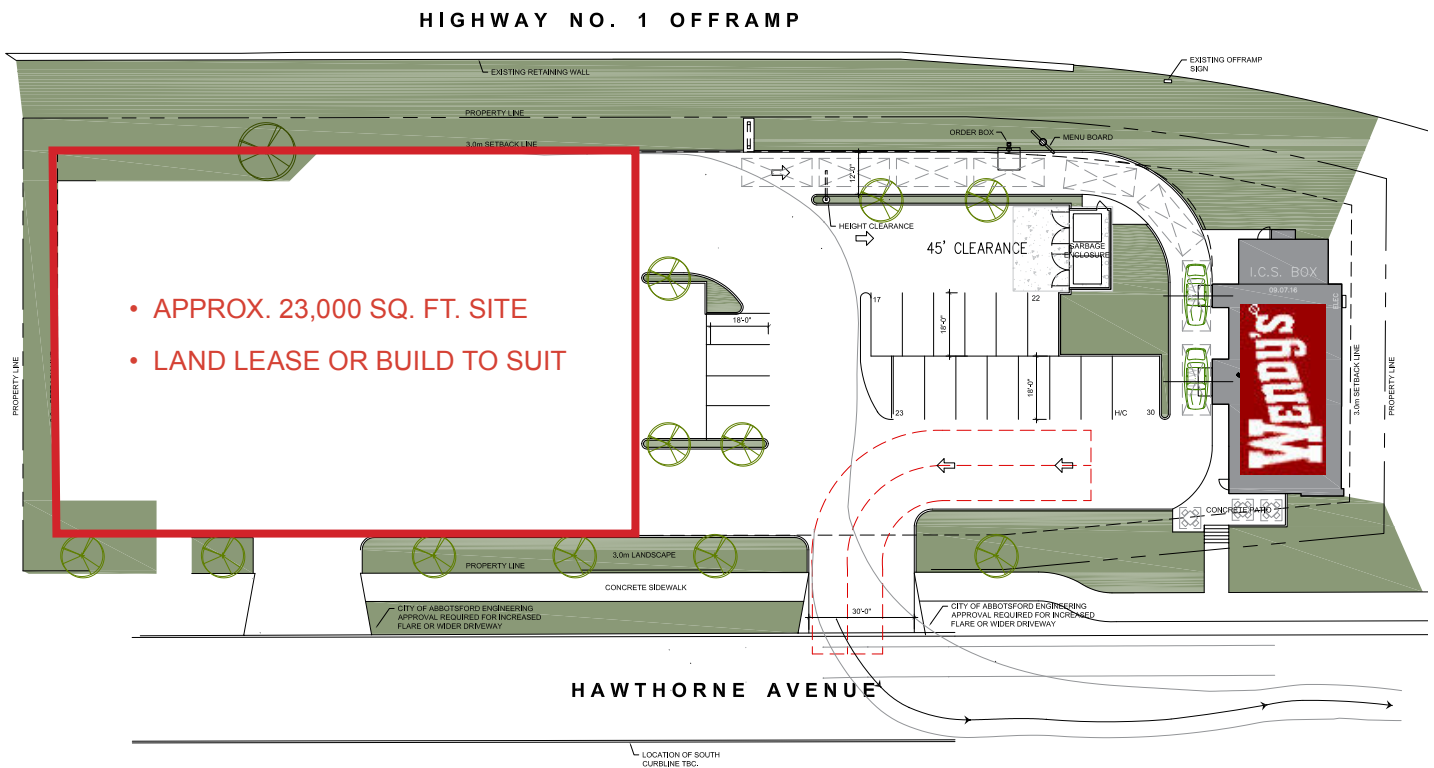 HIGHWAY NO. 1 OFFRAMP
EXISTING RETAINING WALL
EXISTING OFFRAMP
SIGN
PROPERTY LINE
3.0m SETBACK LINE
ORDER BOX
MENU BOARD
12'-0"
HEIGHT CLEARANCE
45' CLEARANCE
GARBAGE
ENCLOSURE
I.C.S. BOX
09.07.16
ELEC
• APPROX. 23,000 SQ. FT. SITE
• LAND LEASE OR BUILD TO SUIT
17
22
18'-0"
18'-0"
18'-0"
23
H/C
30
Wendy's
PROPERTY LINE
3.0m SETBACK LINE
PROPERTY LINE
CONCRETE PATIO
3.0m LANDSCAPE
PROPERTY LINE
CONCRETE SIDEWALK
CITY OF ABBOTSFORD ENGINEERING
APPROVAL REQUIRED FOR INCREASED
FLARE OR WIDER DRIVEWAY
30'-0"
CITY OF ABBOTSFORD ENGINEERING
APPROVAL REQUIRED FOR INCREASED
FLARE OR WIDER DRIVEWAY
HAWTHORNE AVENUE
LOCATION OF SOUTH
CURBLINE TBC.